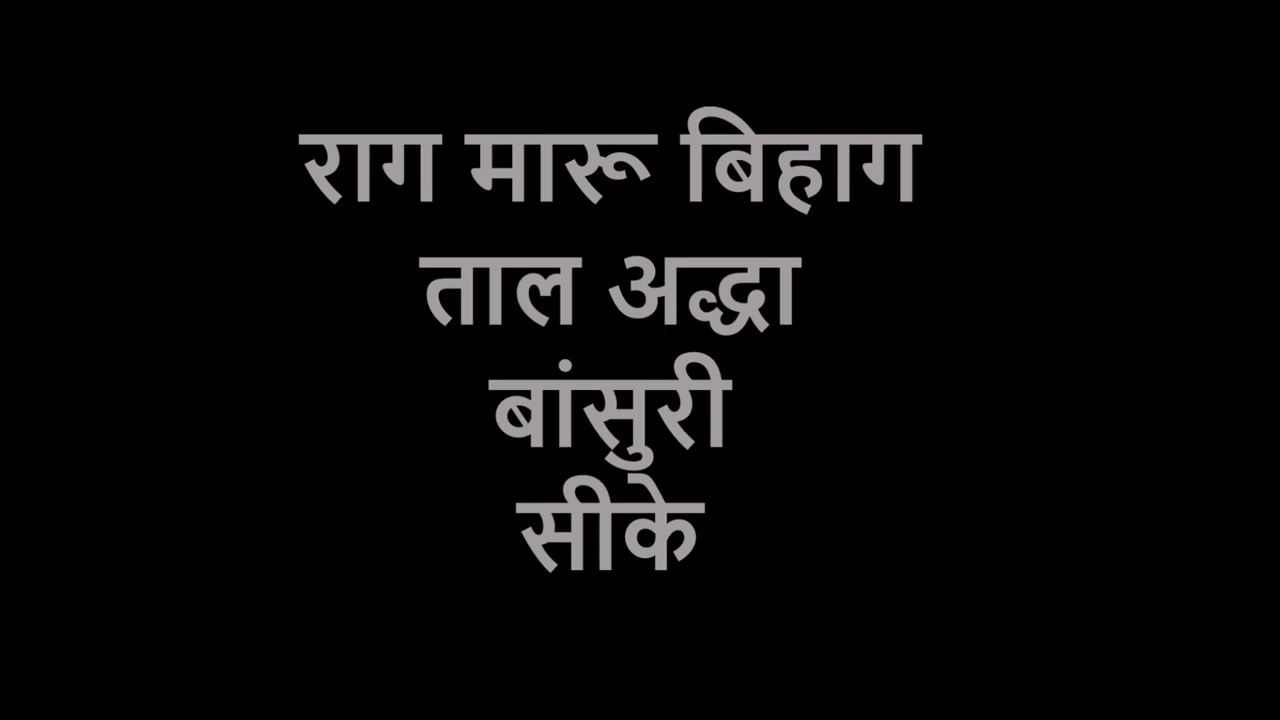 राग मारू बिहाग
ताल अद्धा
बांसुरी
सीके